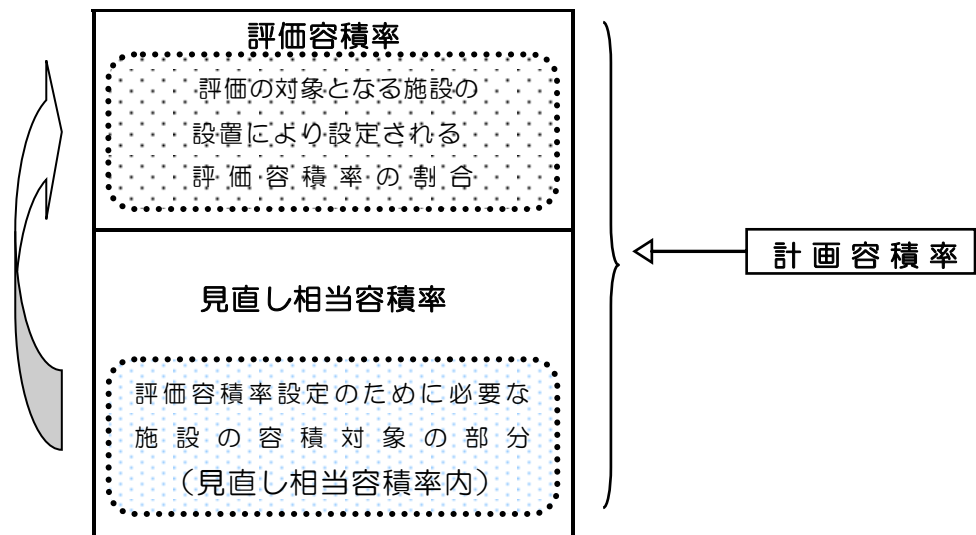 評価容積率
評価の対象となる施設の
設置により設定される
評価容積率の割合
計画容積率
見直し相当容積率
評価容積率設定のために必要な
施設の容積対象の部分
（見直し相当容積率内）